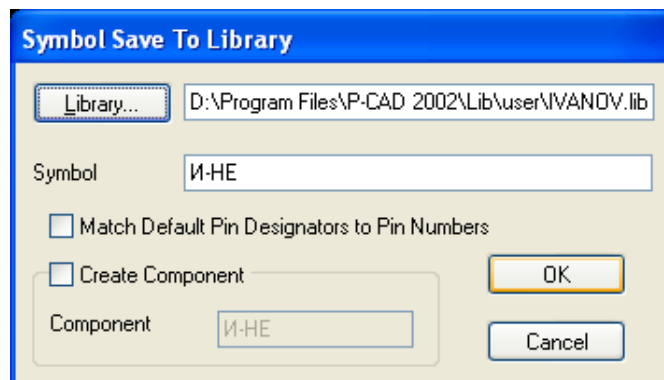 Symbol Save To Library
Library... D:\Program Files\P-CAD 2002\Lib\user\IVANOV.lib
Symbol И-НЕ
Match Default Pin Designators to Pin Numbers
Create Component
OK
Component И-НЕ
Cancel